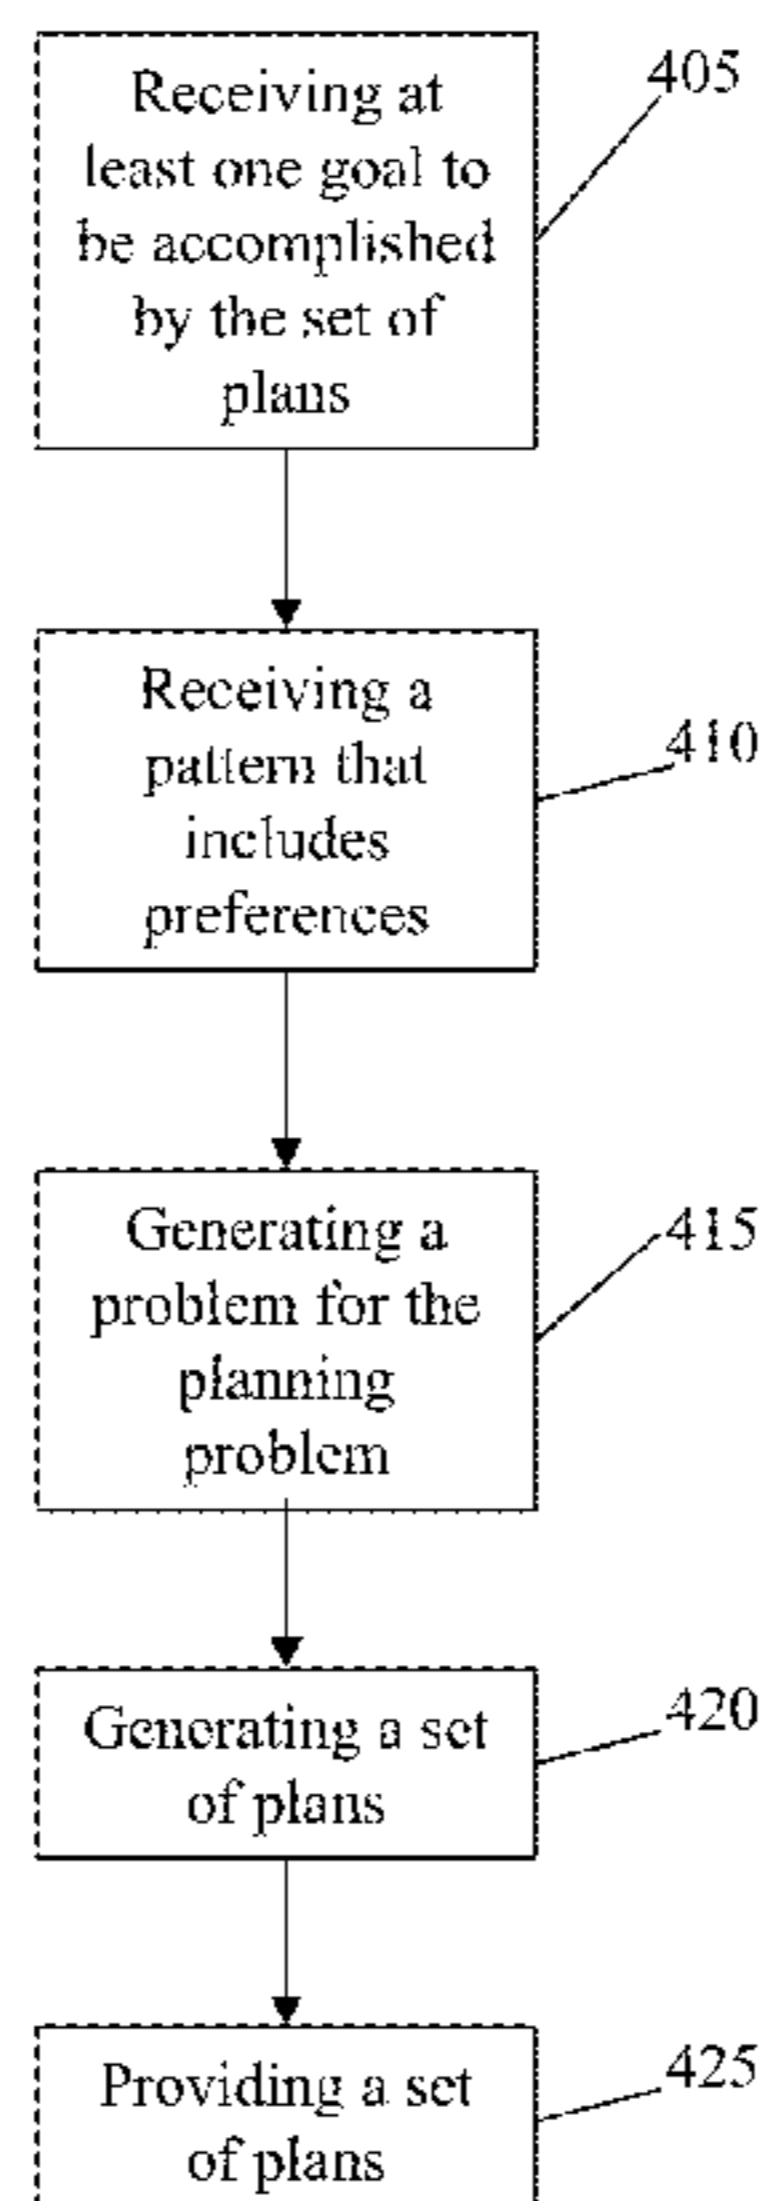 Receiving at
least one goal to
be accomplished
by the set of
plans
405
Receiving a
pattern that
includes
preferences
410
Generating a
problem for the
planning
problem
415
Generating a set
of plans
420
Providing a set
of plans
425